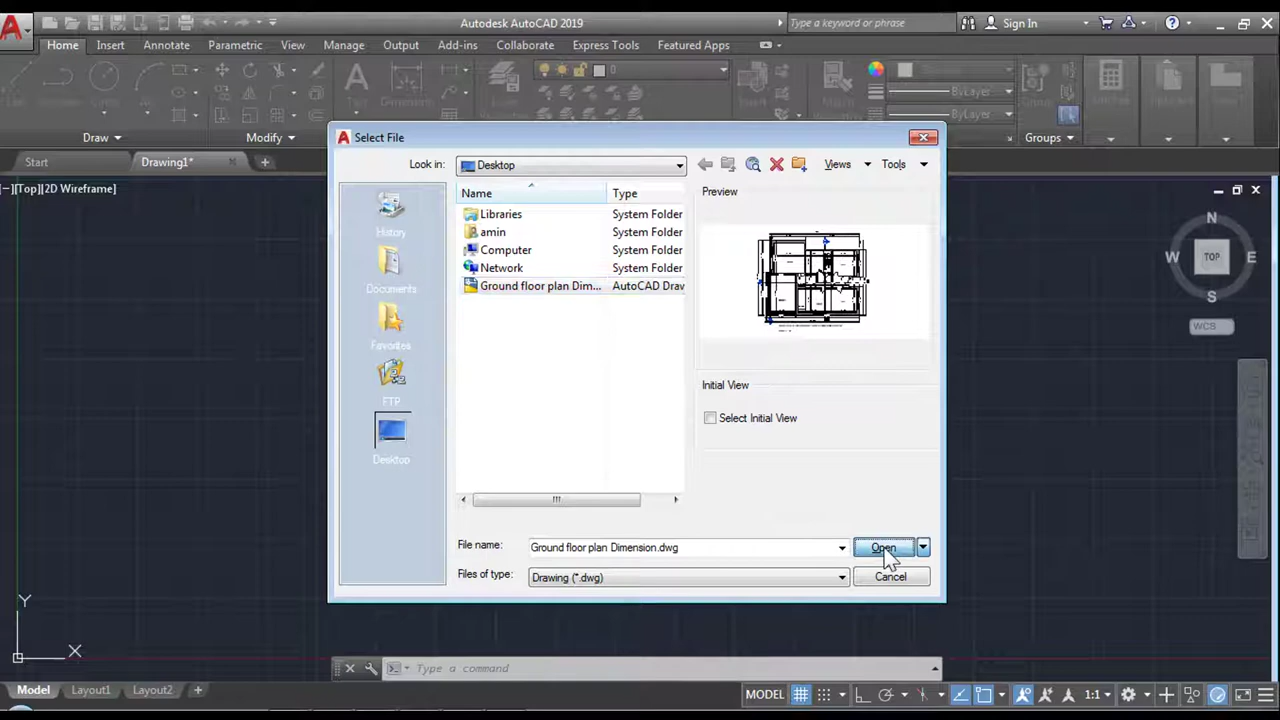 Autodesk AutoCAD 2019
Type a keyword or phrase
Sign In
Home
Insert
Annotate
Parametric
View
Manage
Output
Add-ins
Collaborate
Express Tools
Featured Apps
0
ByLayer
ByLayer
Draw
Modify
Groups
Start
Drawing1*
[−][Top][2D Wireframe]
Select File
Look in:
Desktop
Views
Tools
Name
Type
Libraries
System Folder
amin
System Folder
Computer
System Folder
Network
System Folder
Ground floor plan Dim...
AutoCAD Draw
History
Documents
Favorites
FTP
Desktop
Preview
Initial View
Select Initial View
File name:
Ground floor plan Dimension.dwg
Open
Files of type:
Drawing (*.dwg)
Cancel
N
W
TOP
E
S
WCS
Y
X
Type a command
Model
Layout1
Layout2
MODEL
1:1